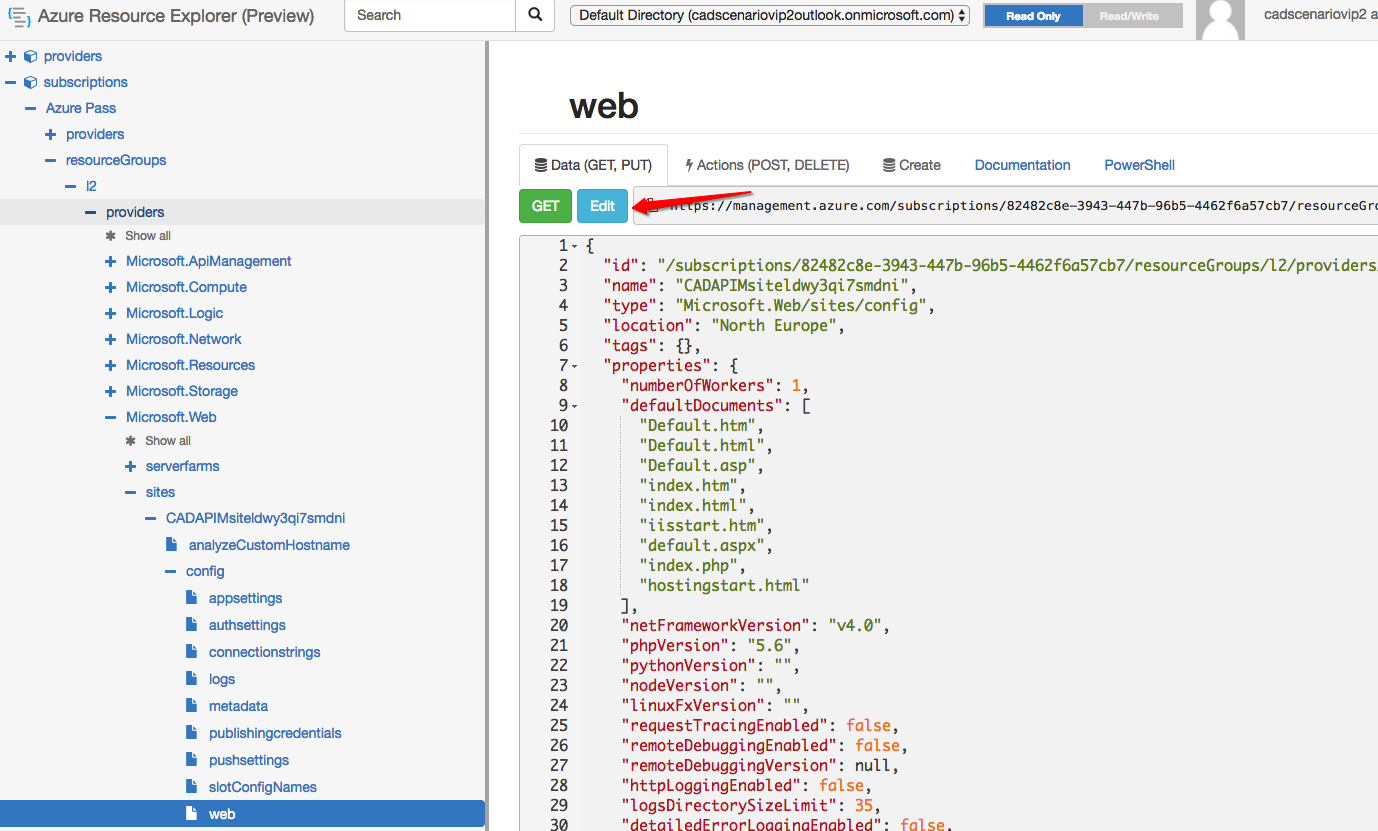 Azure Resource Explorer (Preview)
Search
Default Directory (cadscenariovip2outlook.onmicrosoft.com)
Read Only
Read/Write
cadscenariovip2 a
providers
subscriptions
Azure Pass
providers
resourceGroups
l2
providers
Show all
Microsoft.ApiManagement
Microsoft.Compute
Microsoft.Logic
Microsoft.Network
Microsoft.Resources
Microsoft.Storage
Microsoft.Web
Show all
serverfarms
sites
CADAPIMsiteldwy3qi7smdni
analyzeCustomHostname
config
appsettings
authsettings
connectionstrings
logs
metadata
publishingcredentials
pushsettings
slotConfigNames
web
web
Data (GET, PUT)
Actions (POST, DELETE)
Create
Documentation
PowerShell
GET
Edit
https://management.azure.com/subscriptions/82482c8e-3943-447b-96b5-4462f6a57cb7/resourceGro
1 {
2 "id": "/subscriptions/82482c8e-3943-447b-96b5-4462f6a57cb7/resourceGroups/l2/providers/
3 "name": "CADAPIMsiteldwy3qi7smdni",
4 "type": "Microsoft.Web/sites/config",
5 "location": "North Europe",
6 "tags": {},
7 "properties": {
8 "numberOfWorkers": 1,
9 "defaultDocuments": [
10 "Default.htm",
11 "Default.html",
12 "Default.asp",
13 "index.htm",
14 "index.html",
15 "iisstart.htm",
16 "default.aspx",
17 "index.php",
18 "hostingstart.html"
19 ],
20 "netFrameworkVersion": "v4.0",
21 "phpVersion": "5.6",
22 "pythonVersion": "",
23 "nodeVersion": "",
24 "linuxFxVersion": "",
25 "requestTracingEnabled": false,
26 "remoteDebuggingEnabled": false,
27 "remoteDebuggingVersion": null,
28 "httpLoggingEnabled": false,
29 "logsDirectorySizeLimit": 35,
30 "detailedErrorLoggingEnabled": false,